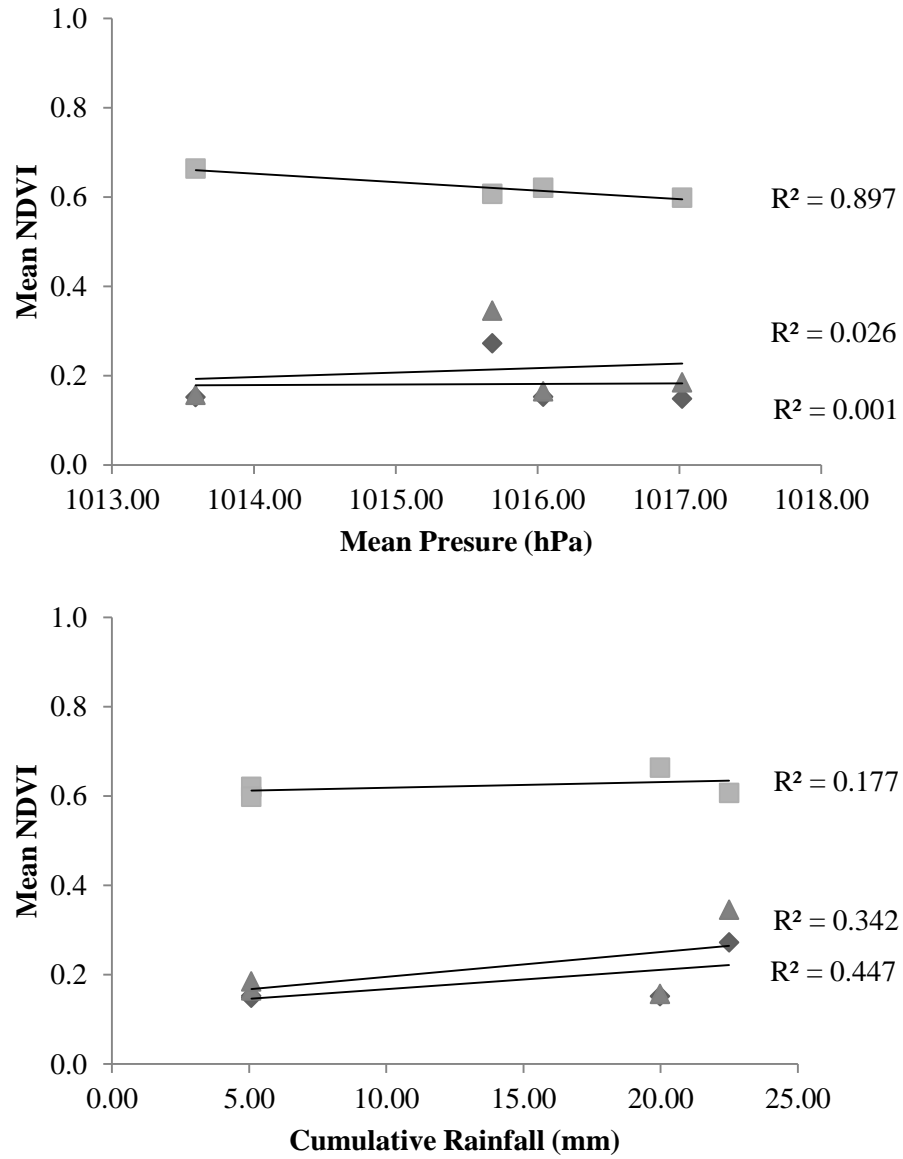 1.0
0.8
0.6
0.4
0.2
0.0
Mean NDVI
R² = 0.897
R² = 0.026
R² = 0.001
1013.00 1014.00 1015.00 1016.00 1017.00 1018.00
Mean Presure (hPa)
1.0
0.8
0.6
0.4
0.2
0.0
Mean NDVI
R² = 0.177
R² = 0.342
R² = 0.447
0.00 5.00 10.00 15.00 20.00 25.00
Cumulative Rainfall (mm)